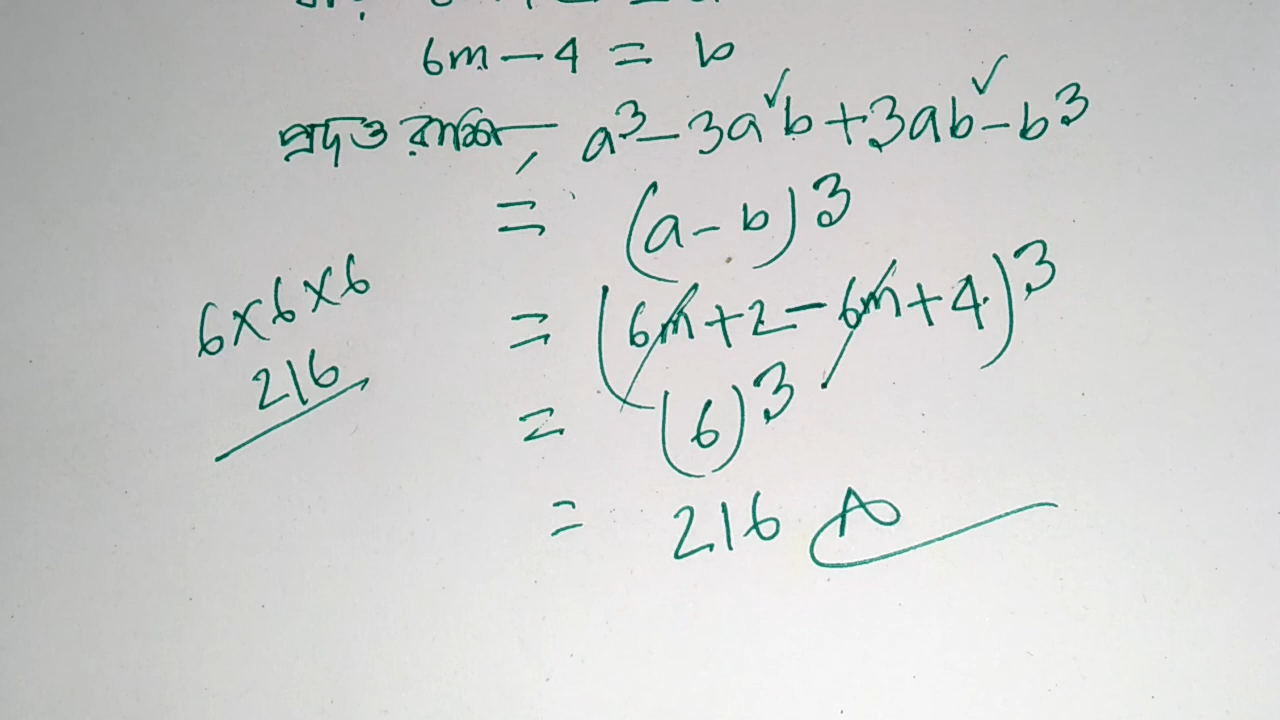 6m - 4 = b
প্রদত্ত রাশি, a³ - 3a²b + 3ab² - b³
= (a - b)³
= (6m + 2 - 6m + 4)³
= (6)³
= 216 A
6×6×6
216